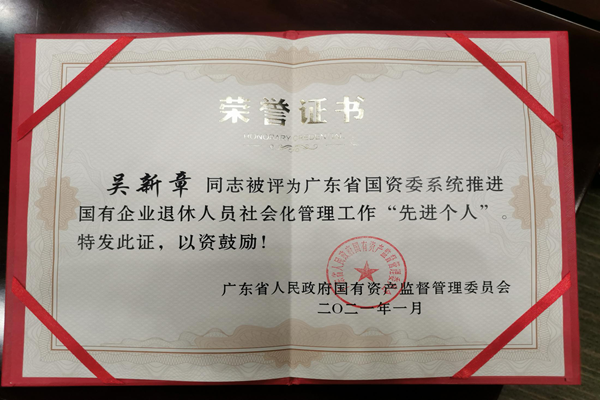 荣誉证书
吴新章 同志被评为广东省国资委系统推进
国有企业退休人员社会化管理工作“先进个人”。
特发此证，以资鼓励！
广东省人民政府国有资产监督管理委员会
二〇二一年一月